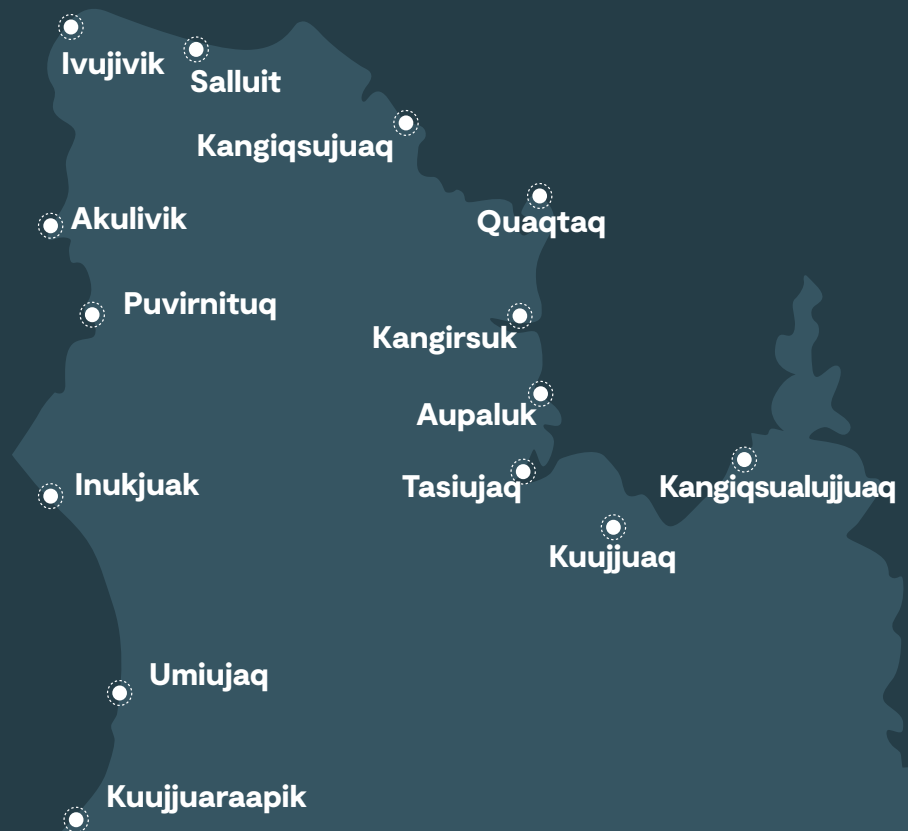 Ivujivik
Salluit
Kangiqsujuaq
Akulivik
Quaqtaq
Puvirnituq
Kangirsuk
Aupaluk
Inukjuak
Tasiujaq
Kangiqsualujjuaq
Kuujjuaq
Umiujaq
Kuujjuaraapik